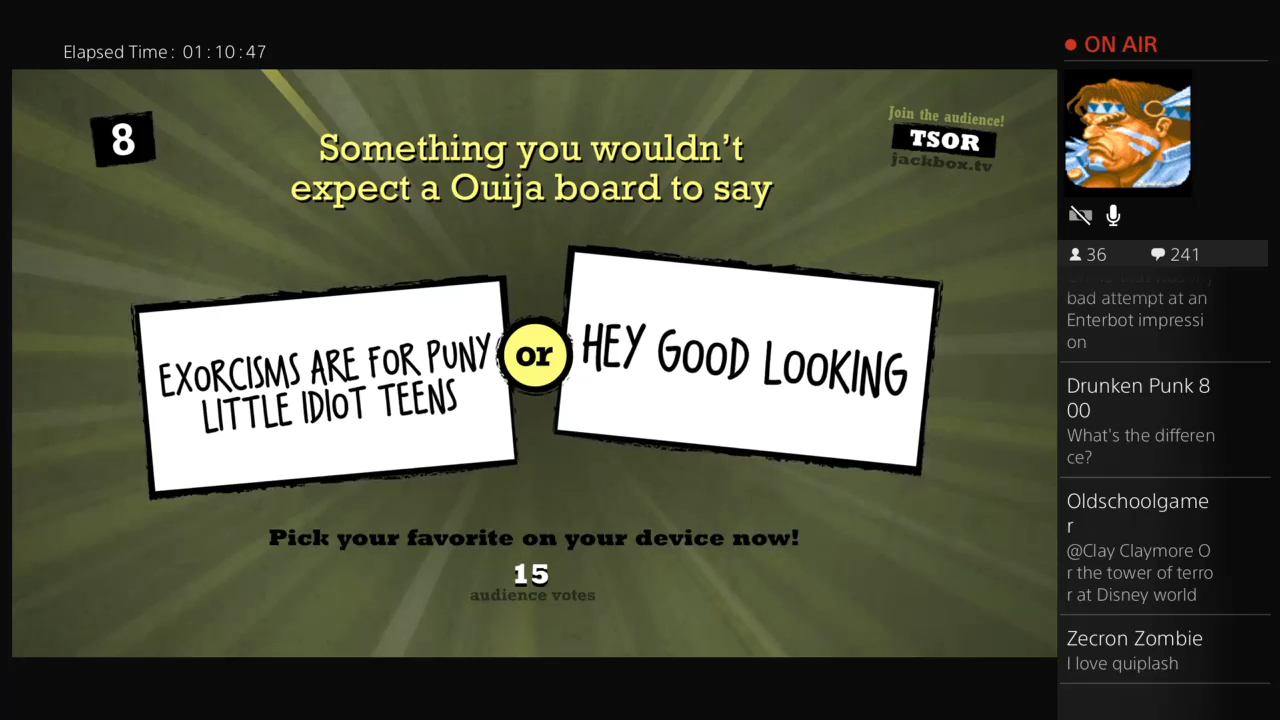 Elapsed Time: 01:10:47
ON AIR
8
Something you wouldn't
expect a Ouija board to say
Join the audience!
TSOR
jackbox.tv
EXORCISMS ARE FOR PUNY
LITTLE IDIOT TEENS
or
HEY GOOD LOOKING
Pick your favorite on your device now!
15
audience votes
36
241
bad attempt at an
Enterbot impressi
on
Drunken Punk 8
00
What's the differen
ce?
Oldschoolgame
r
@Clay Claymore O
r the tower of terro
r at Disney world
Zecron Zombie
I love quiplash